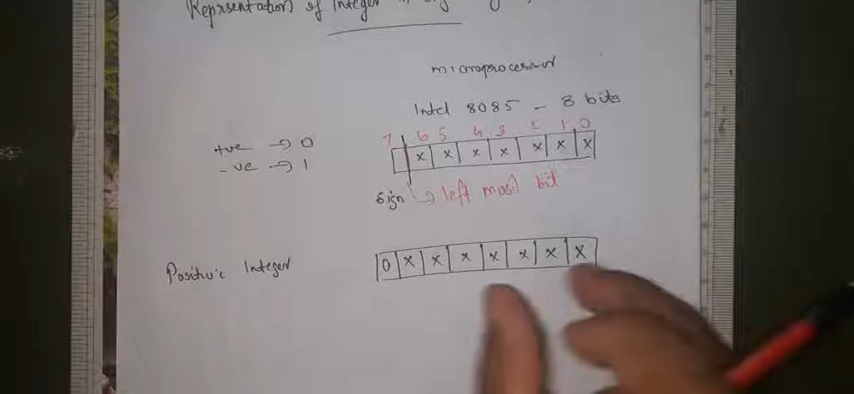 Reprsentation of Integer
microprocessor
Intel 8085 - 8 bits
7 6 5 4 3 2 1 0
+ve → 0
x x x x x x x
-ve → 1
Sign → left most bit
Positive Integer 0 x x x x x x x